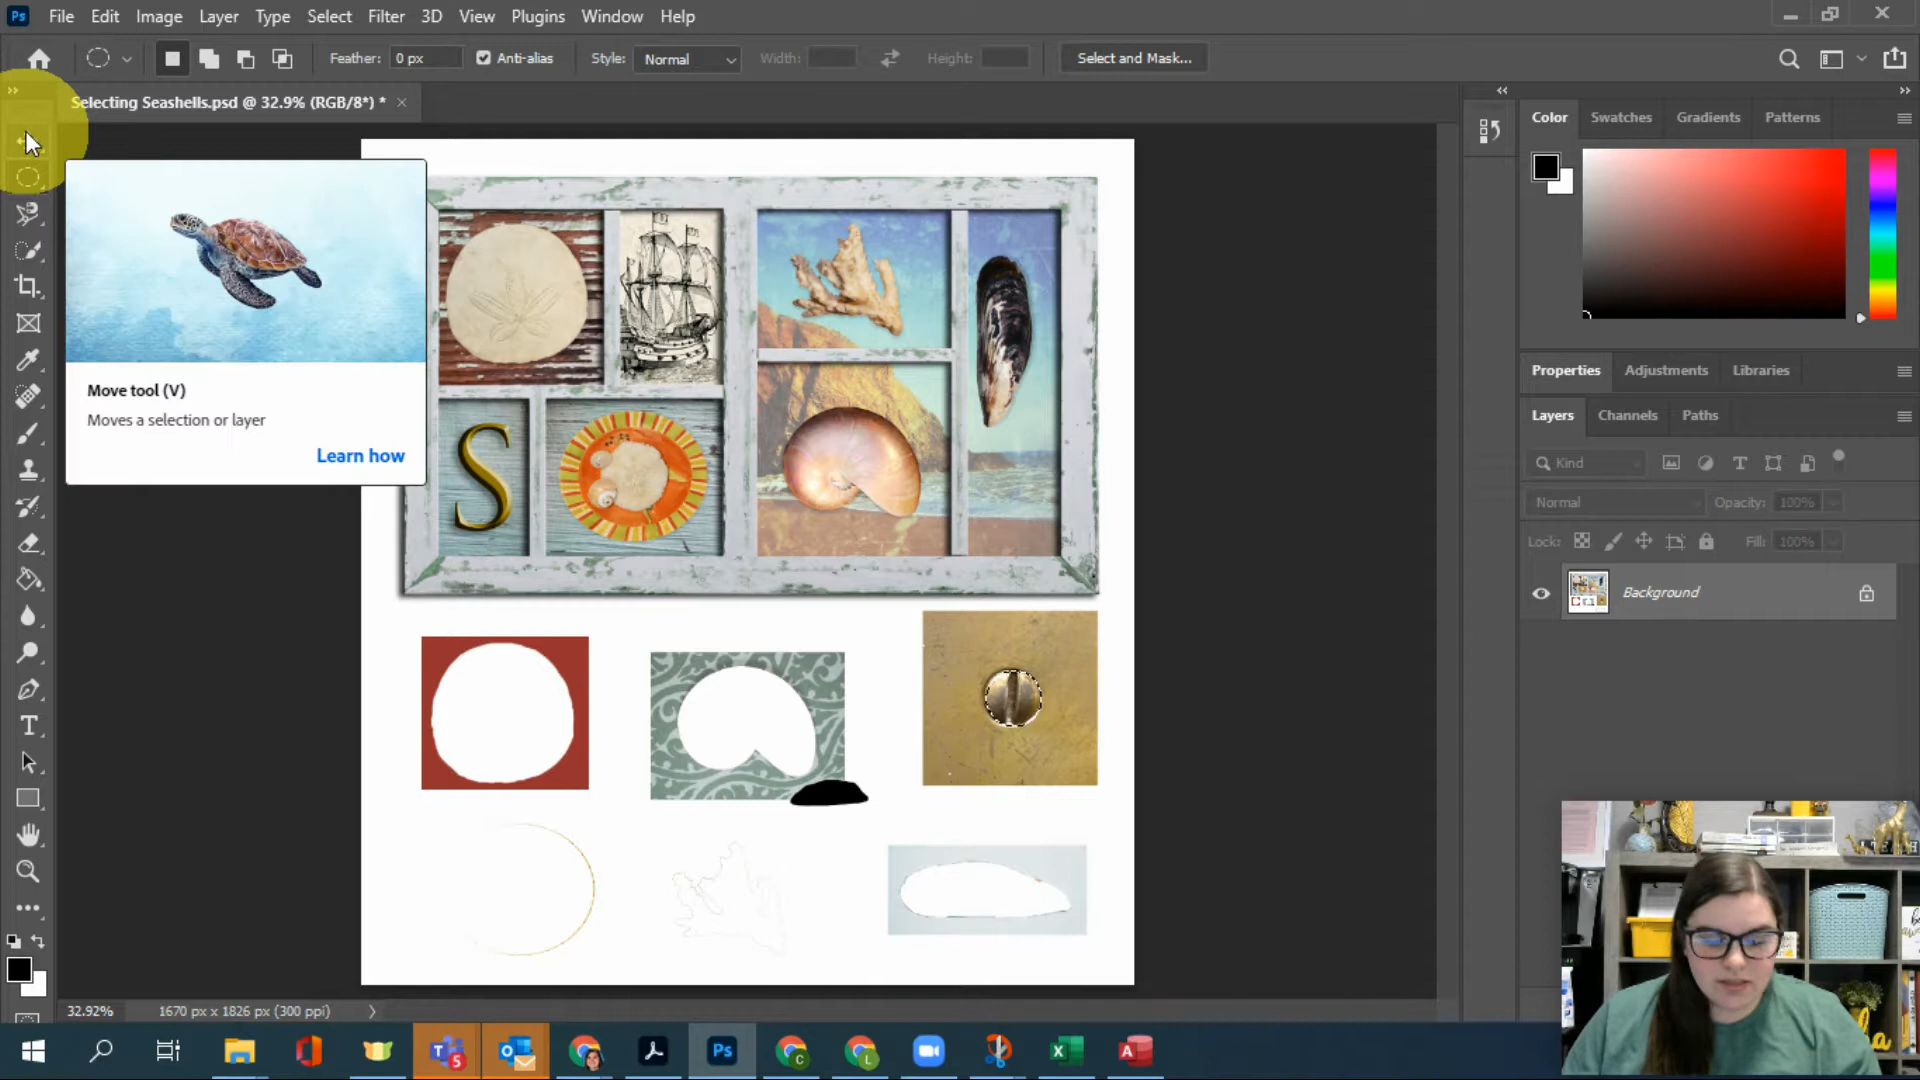 Ps File Edit Image Layer Type Select Filter 3D View Plugins Window Help
Feather: 0 px Anti-alias Style: Normal Width: Height: Select and Mask...
Selecting Seashells.psd @ 32.9% (RGB/8*) * ×
Color Swatches Gradients Patterns
Move tool (V)
Moves a selection or layer
Learn how
S
Properties Adjustments Libraries
Layers Channels Paths
Kind
Normal Opacity: 100%
Lock: Fill: 100%
Background
32.92% 1670 px x 1826 px (300 ppi)
T 5 Ps C L X A